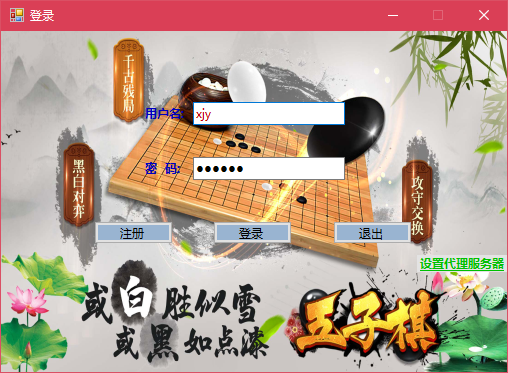 登录
千古残局
用户名:
xjy
密 码:
●●●●●●
黑白对弈
攻守交换
注册
登录
退出
设置代理服务器
或白胜似雪
或黑如点漆
五子棋